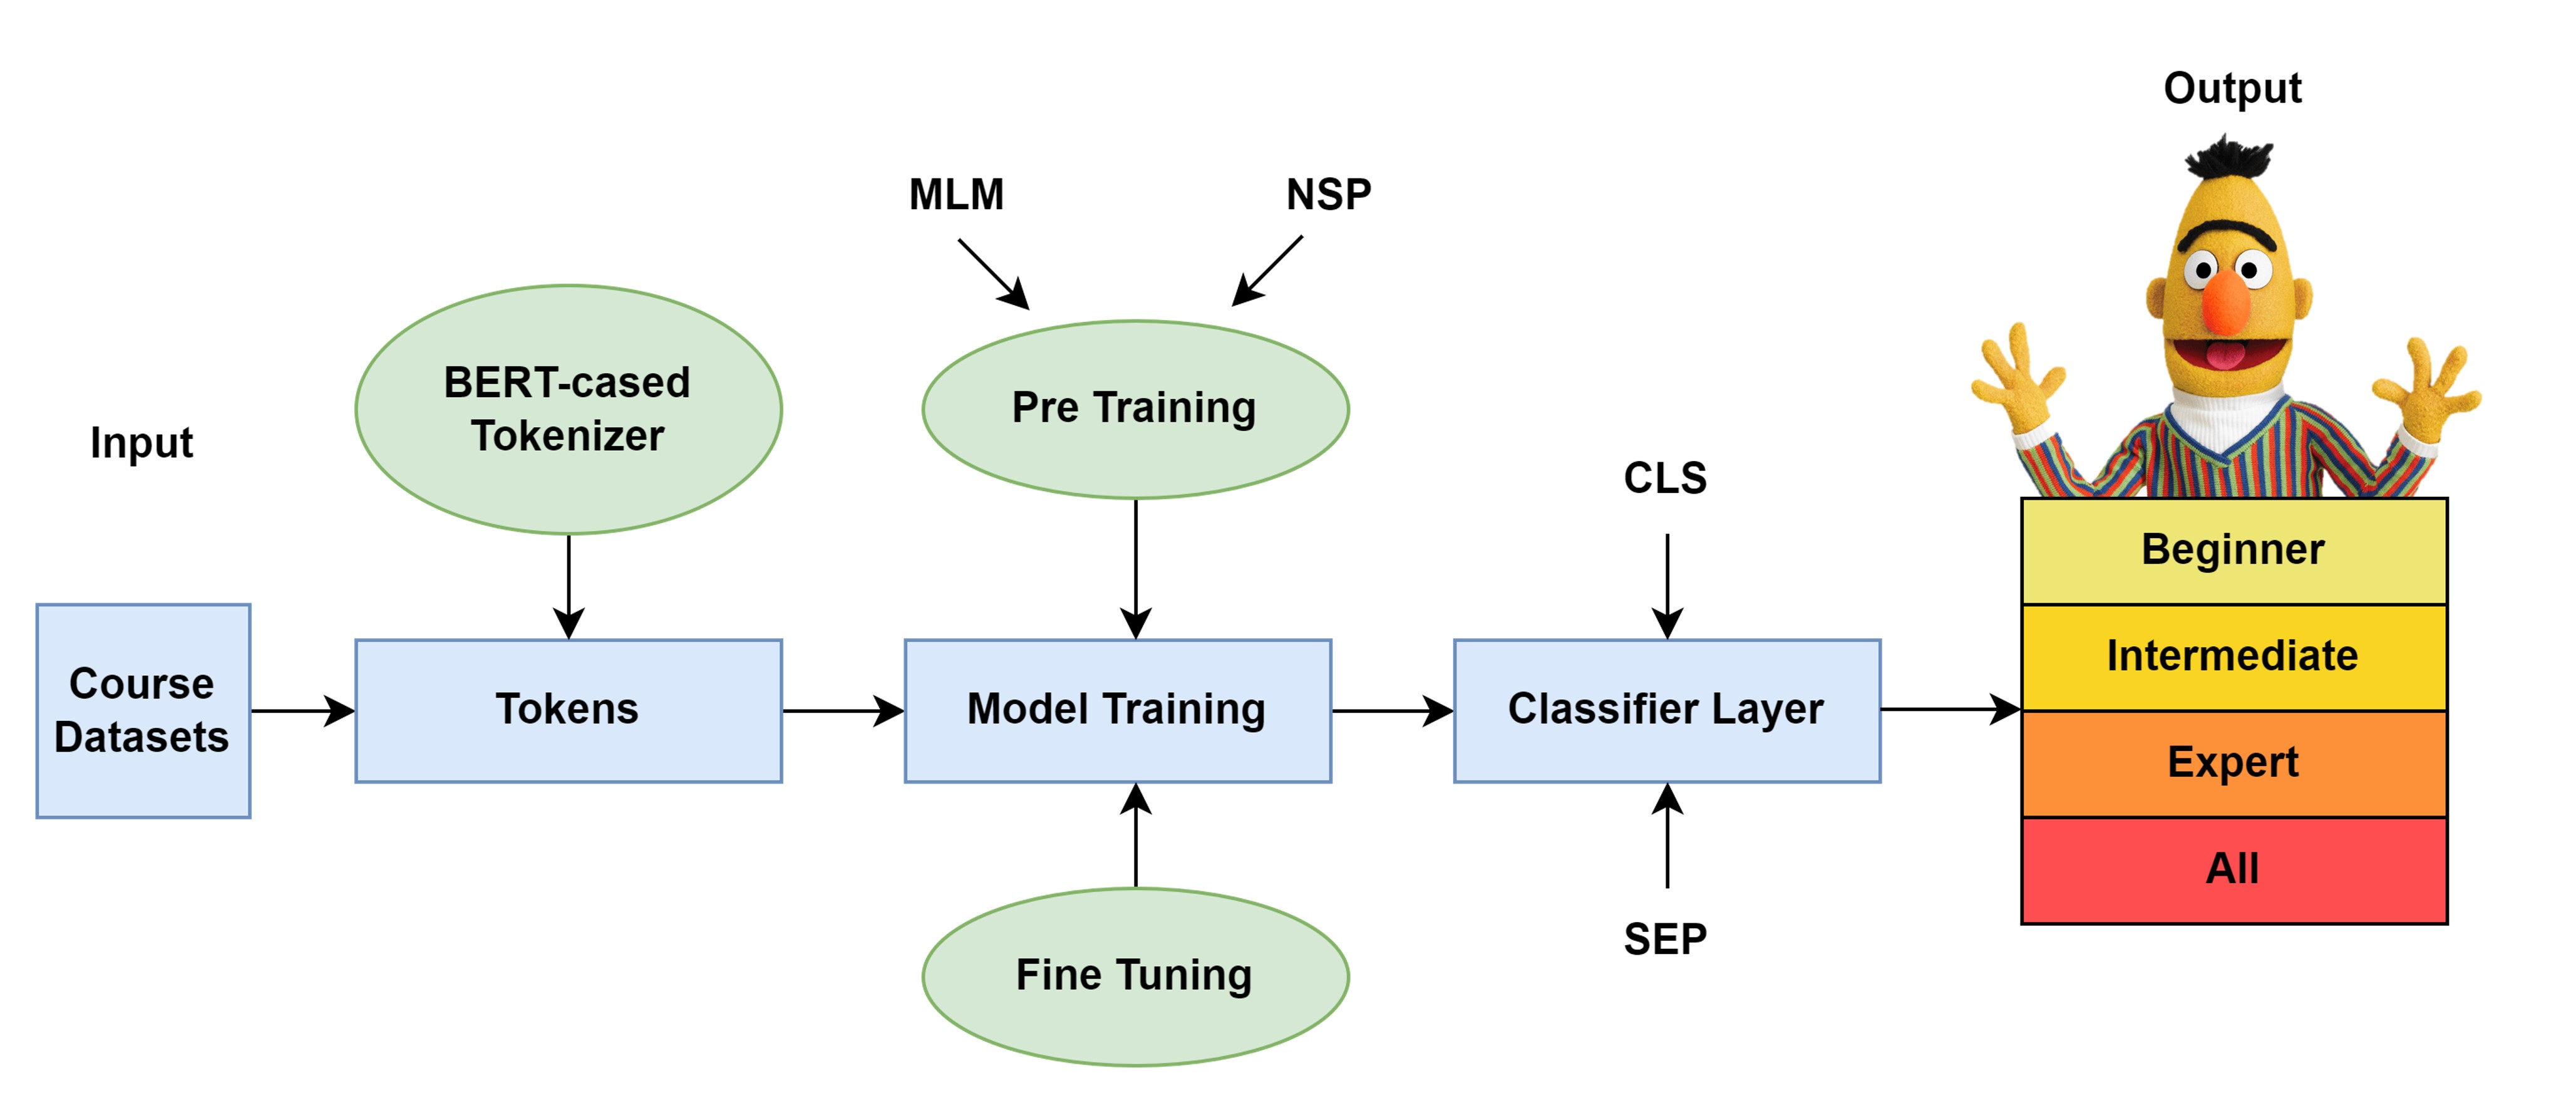 Input
Course
Datasets
BERT-cased
Tokenizer
Tokens
MLM
NSP
Pre Training
Model Training
Fine Tuning
CLS
Classifier Layer
SEP
Output
Beginner
Intermediate
Expert
All